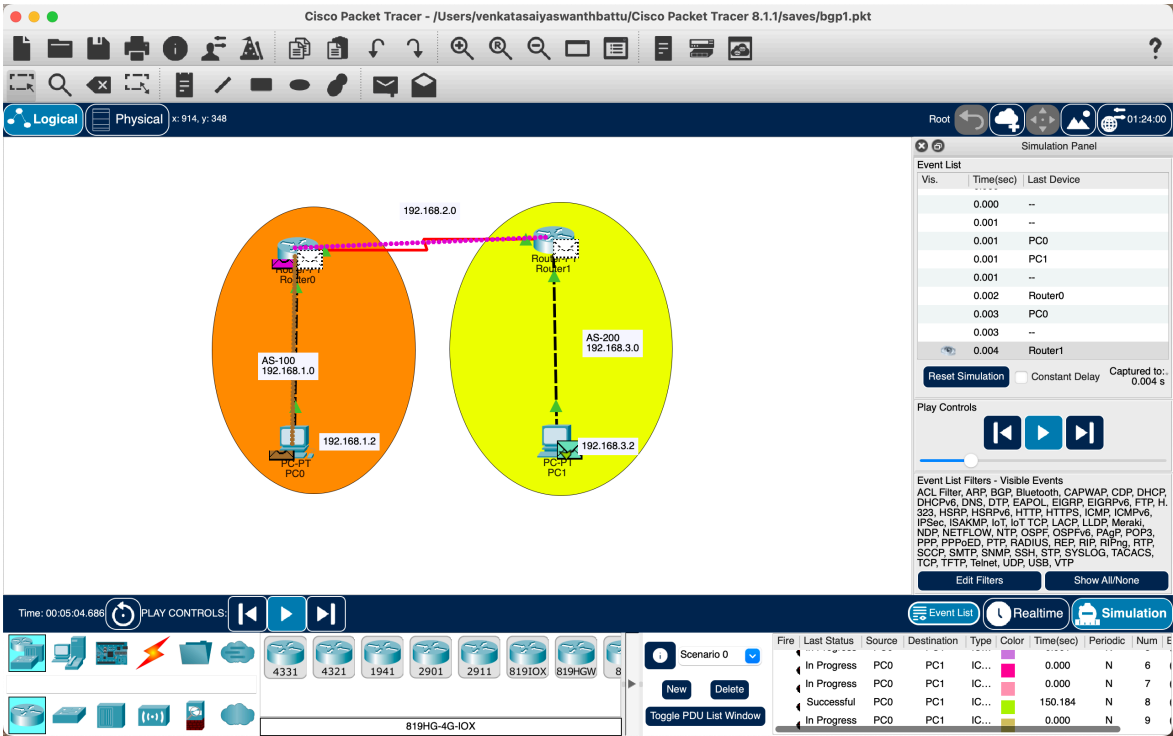 Cisco Packet Tracer - /Users/venkatasaiyaswanthbattu/Cisco Packet Tracer 8.1.1/saves/bgp1.pkt
?
Logical Physical x: 914, y: 348 Root 01:24:00
192.168.2.0
Router0
Router1
AS-100
192.168.1.0
AS-200
192.168.3.0
192.168.1.2
192.168.3.2
PC-PT
PC0
PC-PT
PC1
Simulation Panel
Event List
Vis. Time(sec) Last Device
0.000 --
0.001 --
0.001 PC0
0.001 PC1
0.001 --
0.002 Router0
0.003 PC0
0.003 --
0.004 Router1
Reset Simulation Constant Delay Captured to:
0.004 s
Play Controls
Event List Filters - Visible Events
ACL Filter, ARP, BGP, Bluetooth, CAPWAP, CDP, DHCP,
DHCPv6, DNS, DTP, EAPOL, EIGRP, EIGRPv6, FTP, H.
323, HSRP, HSRPv6, HTTP, HTTPS, ICMP, ICMPv6,
IPSec, ISAKMP, IoT, IoT TCP, LACP, LLDP, Meraki,
NDP, NETFLOW, NTP, OSPF, OSPFv6, PAgP, POP3,
PPP, PPPoED, PTP, RADIUS, REP, RIP, RIPng, RTP,
SCCP, SMTP, SNMP, SSH, STP, SYSLOG, TACACS,
TCP, TFTP, Telnet, UDP, USB, VTP
Edit Filters Show All/None
Time: 00:05:04.686 PLAY CONTROLS: Event List Realtime Simulation
4331 4321 1941 2901 2911 819IOX 819HGW 8
819HG-4G-IOX
Scenario 0
New Delete
Toggle PDU List Window
Fire Last Status Source Destination Type Color Time(sec) Periodic Num E
In Progress PC0 PC1 IC... 0.000 N 6
In Progress PC0 PC1 IC... 0.000 N 7
Successful PC0 PC1 IC... 150.184 N 8
In Progress PC0 PC1 IC... 0.000 N 9